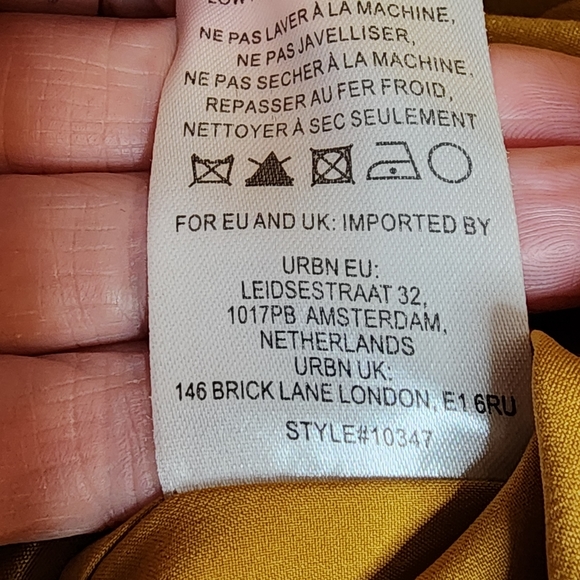 NE PAS LAVER À LA MACHINE,
NE PAS JAVELLISER,
NE PAS SECHER À LA MACHINE,
REPASSER AU FER FROID,
NETTOYER À SEC SEULEMENT
FOR EU AND UK: IMPORTED BY
URBN EU:
LEIDSESTRAAT 32,
1017PB AMSTERDAM,
NETHERLANDS
URBN UK:
146 BRICK LANE LONDON, E1 6RU
STYLE#10347